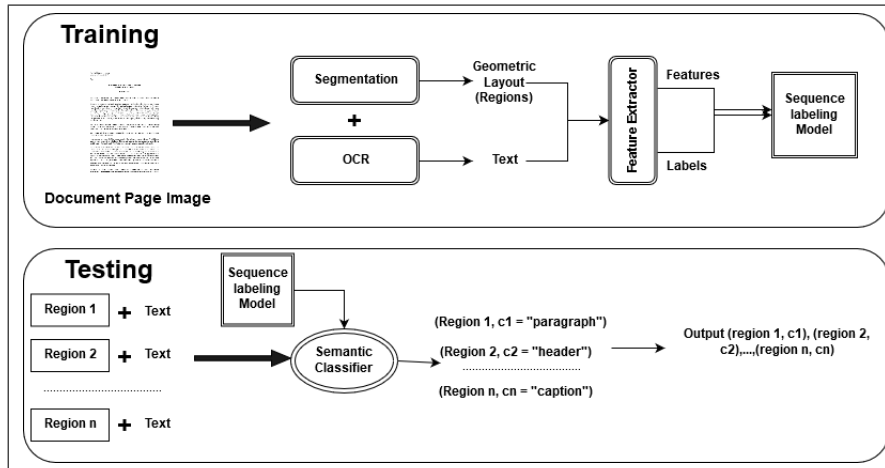 Training
Document Page Image
Segmentation
+
OCR
Geometric
Layout
(Regions)
Text
Feature Extractor
Features
Labels
Sequence
labeling
Model
Testing
Region 1 + Text
Region 2 + Text
Region n + Text
Sequence
labeling
Model
Semantic
Classifier
(Region 1, c1 = "paragraph")
(Region 2, c2 = "header")
(Region n, cn = "caption")
Output (region 1, c1), (region 2,
c2),...,(region n, cn)